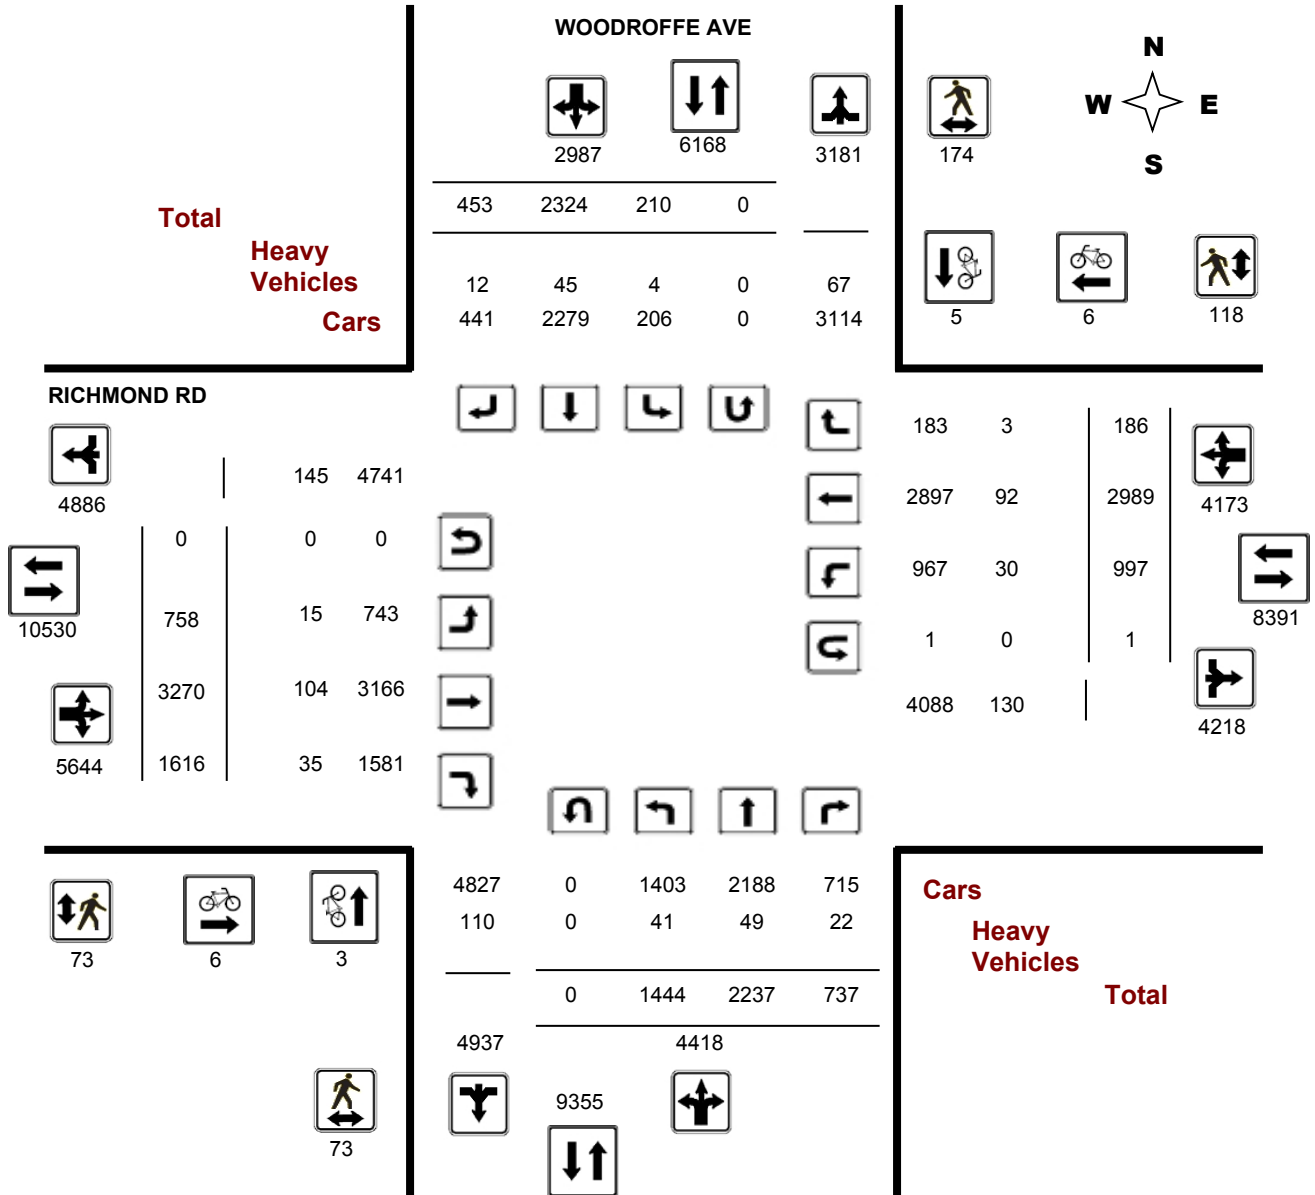 WOODROFFE AVE
N
W E
S
2987 6168 3181 174
453 2324 210 0
Total
Heavy
Vehicles
12 45 4 0 67
Cars
441 2279 206 0 3114
5 6 118
RICHMOND RD
4886
145 4741
183 3 186
2897 92 2989
4173
0 0 0
967 30 997
10530
758 15 743
8391
1 0 1
3270 104 3166
4088 130
4218
5644
1616 35 1581
4827 0 1403 2188 715
110 0 41 49 22
Cars
Heavy
Vehicles
Total
73 6 3
0 1444 2237 737
4937 4418
9355
73